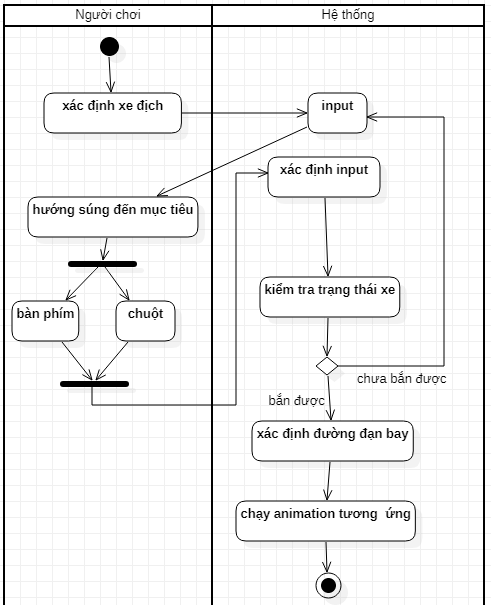 Người chơi
Hệ thống
xác định xe địch
input
xác định input
hướng súng đến mục tiêu
kiểm tra trạng thái xe
bàn phím
chuột
chưa bắn được
bắn được
xác định đường đạn bay
chạy animation tương ứng